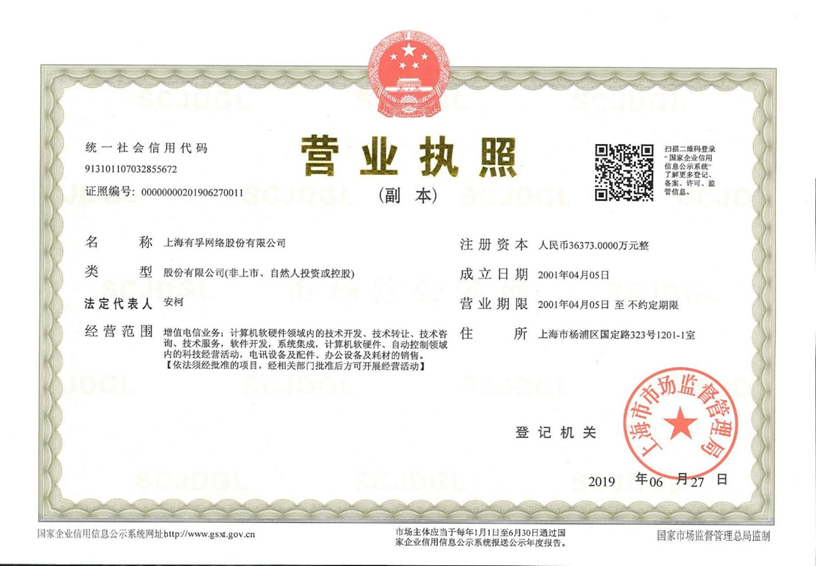 营业执照
(副 本)
统一社会信用代码
913101107032855672
证照编号: 00000000201906270011
扫描二维码登录
“国家企业信用
信息公示系统”
了解更多登记、
备案、许可、监
管信息。
名 称 上海有孚网络股份有限公司
类 型 股份有限公司(非上市、自然人投资或控股)
法定代表人 安柯
经营范围 增值电信业务; 计算机软硬件领域内的技术开发、技术转让、技术咨
询、技术服务, 软件开发, 系统集成, 计算机软硬件、自动控制领域
内的科技经营活动, 电讯设备及配件、办公设备及耗材的销售。
【依法须经批准的项目, 经相关部门批准后方可开展经营活动】
注册资本 人民币36373.0000万元整
成立日期 2001年04月05日
营业期限 2001年04月05日 至 不约定期限
住 所 上海市杨浦区国定路323号1201-1室
登记机关
上海市市场监督管理局
2019 年 06 月 27 日
国家企业信用信息公示系统网址http://www.gsxt.gov.cn
市场主体应当于每年1月1日至6月30日通过国
家企业信用信息公示系统报送公示年度报告。
国家市场监督管理总局监制
SCJDGL